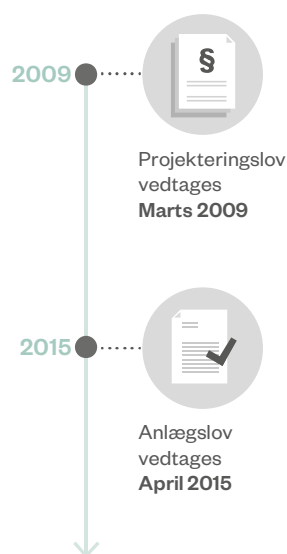 2009
§
Projekteringslov
vedtages
Marts 2009
2015
Anlægslov
vedtages
April 2015